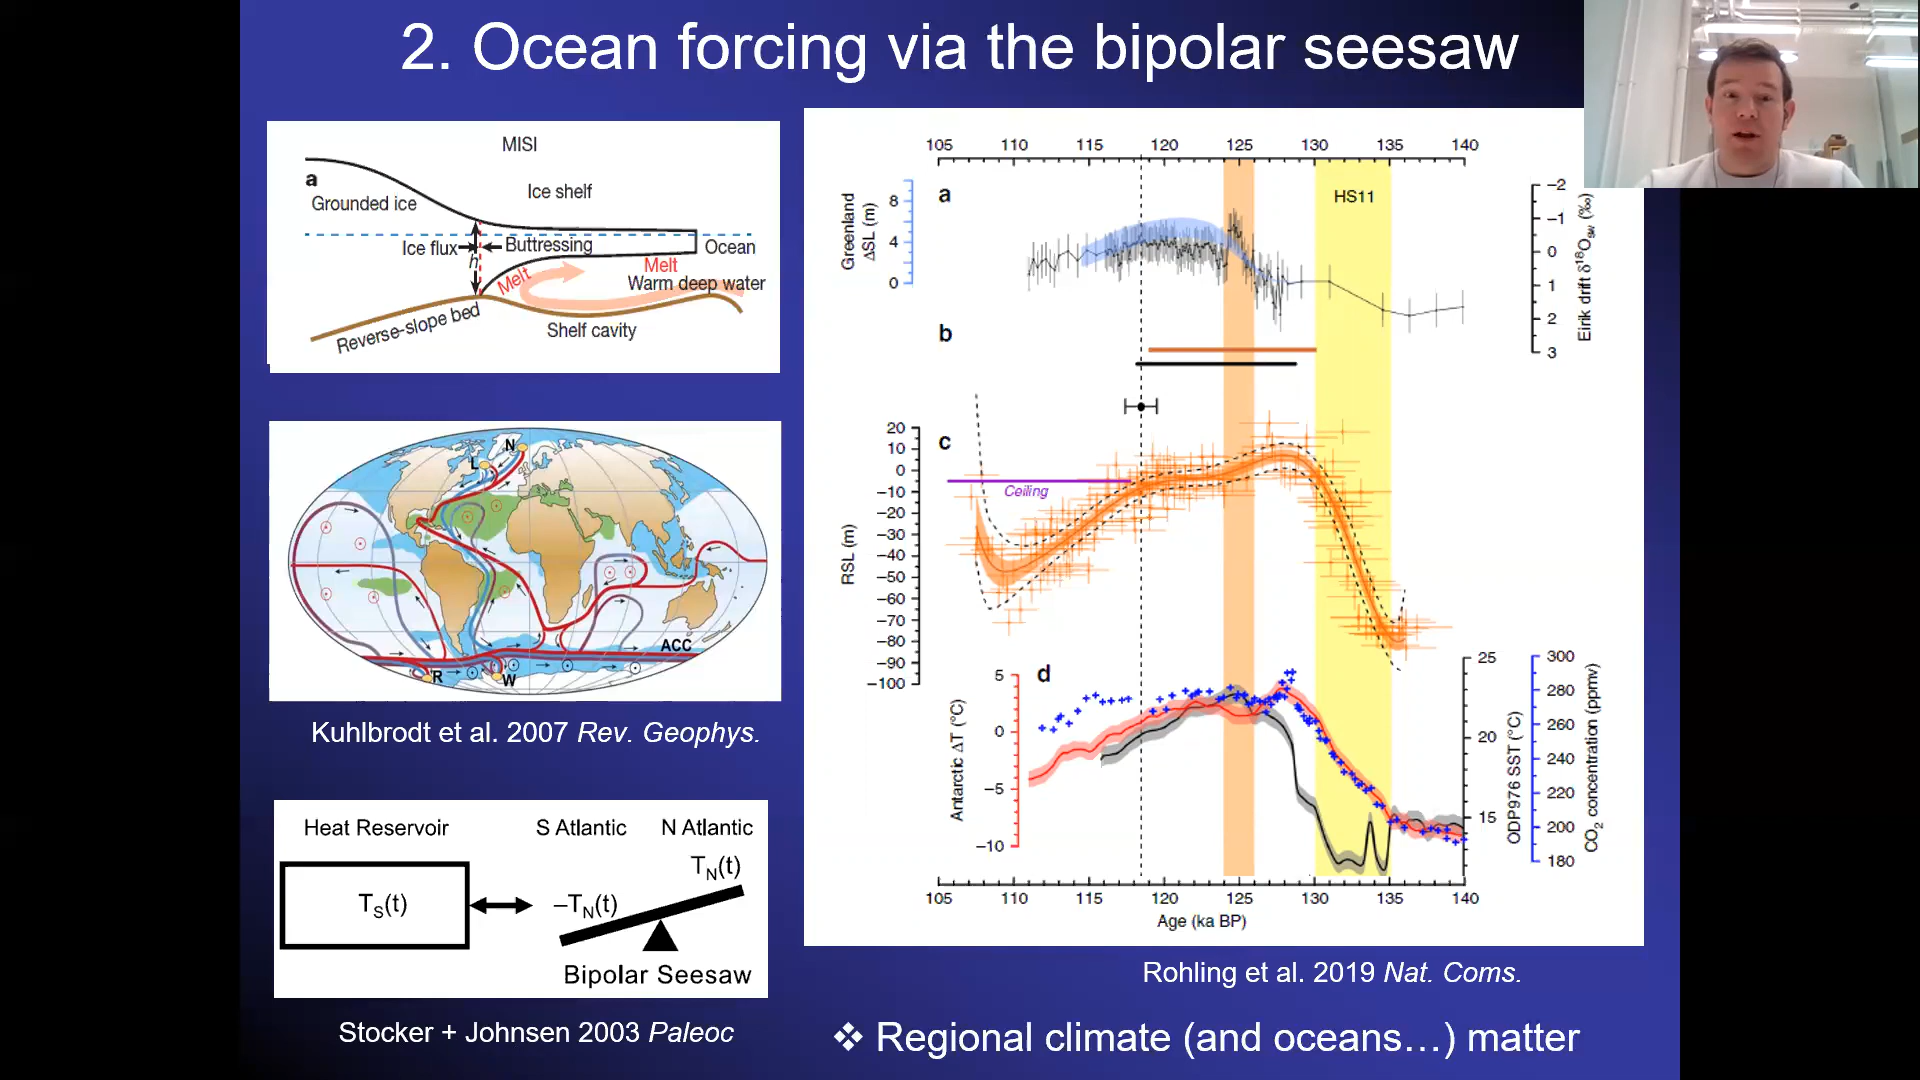 2. Ocean forcing via the bipolar seesaw
MISI
a
Grounded ice
Ice shelf
Ice flux
Buttressing
Ocean
h
Melt
Melt
Warm deep water
Reverse-slope bed
Shelf cavity
N
L
ACC
R
W
Kuhlbrodt et al. 2007 Rev. Geophys.
Heat Reservoir
S Atlantic
N Atlantic
TN(t)
TS(t)
–TN(t)
Bipolar Seesaw
Stocker + Johnsen 2003 Paleoc
105 110 115 120 125 130 135 140
HS11
a
Greenland
ΔSL (m)
8
4
0
−2
−1
0
1
2
3
Eirik drift δ18Osw (‰)
b
c
RSL (m)
20
10
0
−10
−20
−30
−40
−50
−60
−70
−80
−90
−100
Ceiling
d
Antarctic ΔT (°C)
5
0
−5
−10
25
20
15
ODP976 SST (°C)
300
280
260
240
220
200
180
CO2 concentration (ppmv)
105 110 115 120 125 130 135 140
Age (ka BP)
Rohling et al. 2019 Nat. Coms.
❖ Regional climate (and oceans…) matter